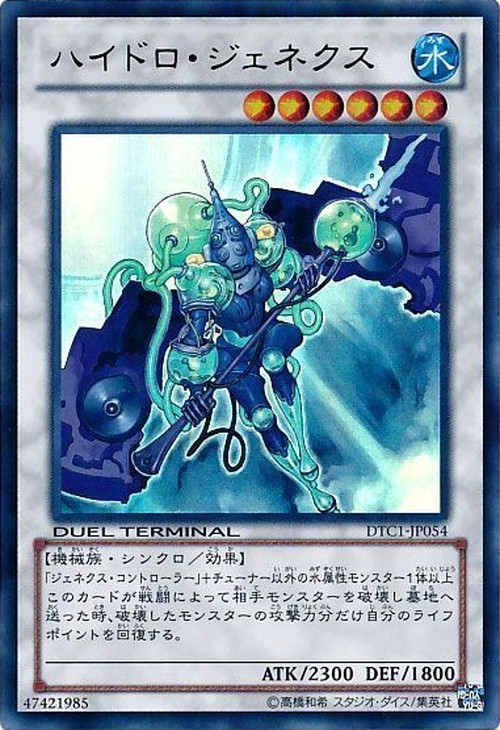 ハイドロ・ジェネクス
水
DUEL TERMINAL
DTC1-JP054
【機械族・シンクロ／効果】
「ジェネクス・コントローラー」＋チューナー以外の水属性モンスター1体以上
このカードが戦闘によって相手モンスターを破壊し墓地へ
送った時、破壊したモンスターの攻撃力分だけ自分のライフ
ポイントを回復する。
ATK/2300 DEF/1800
47421985
©高橋和希 スタジオ・ダイス/集英社